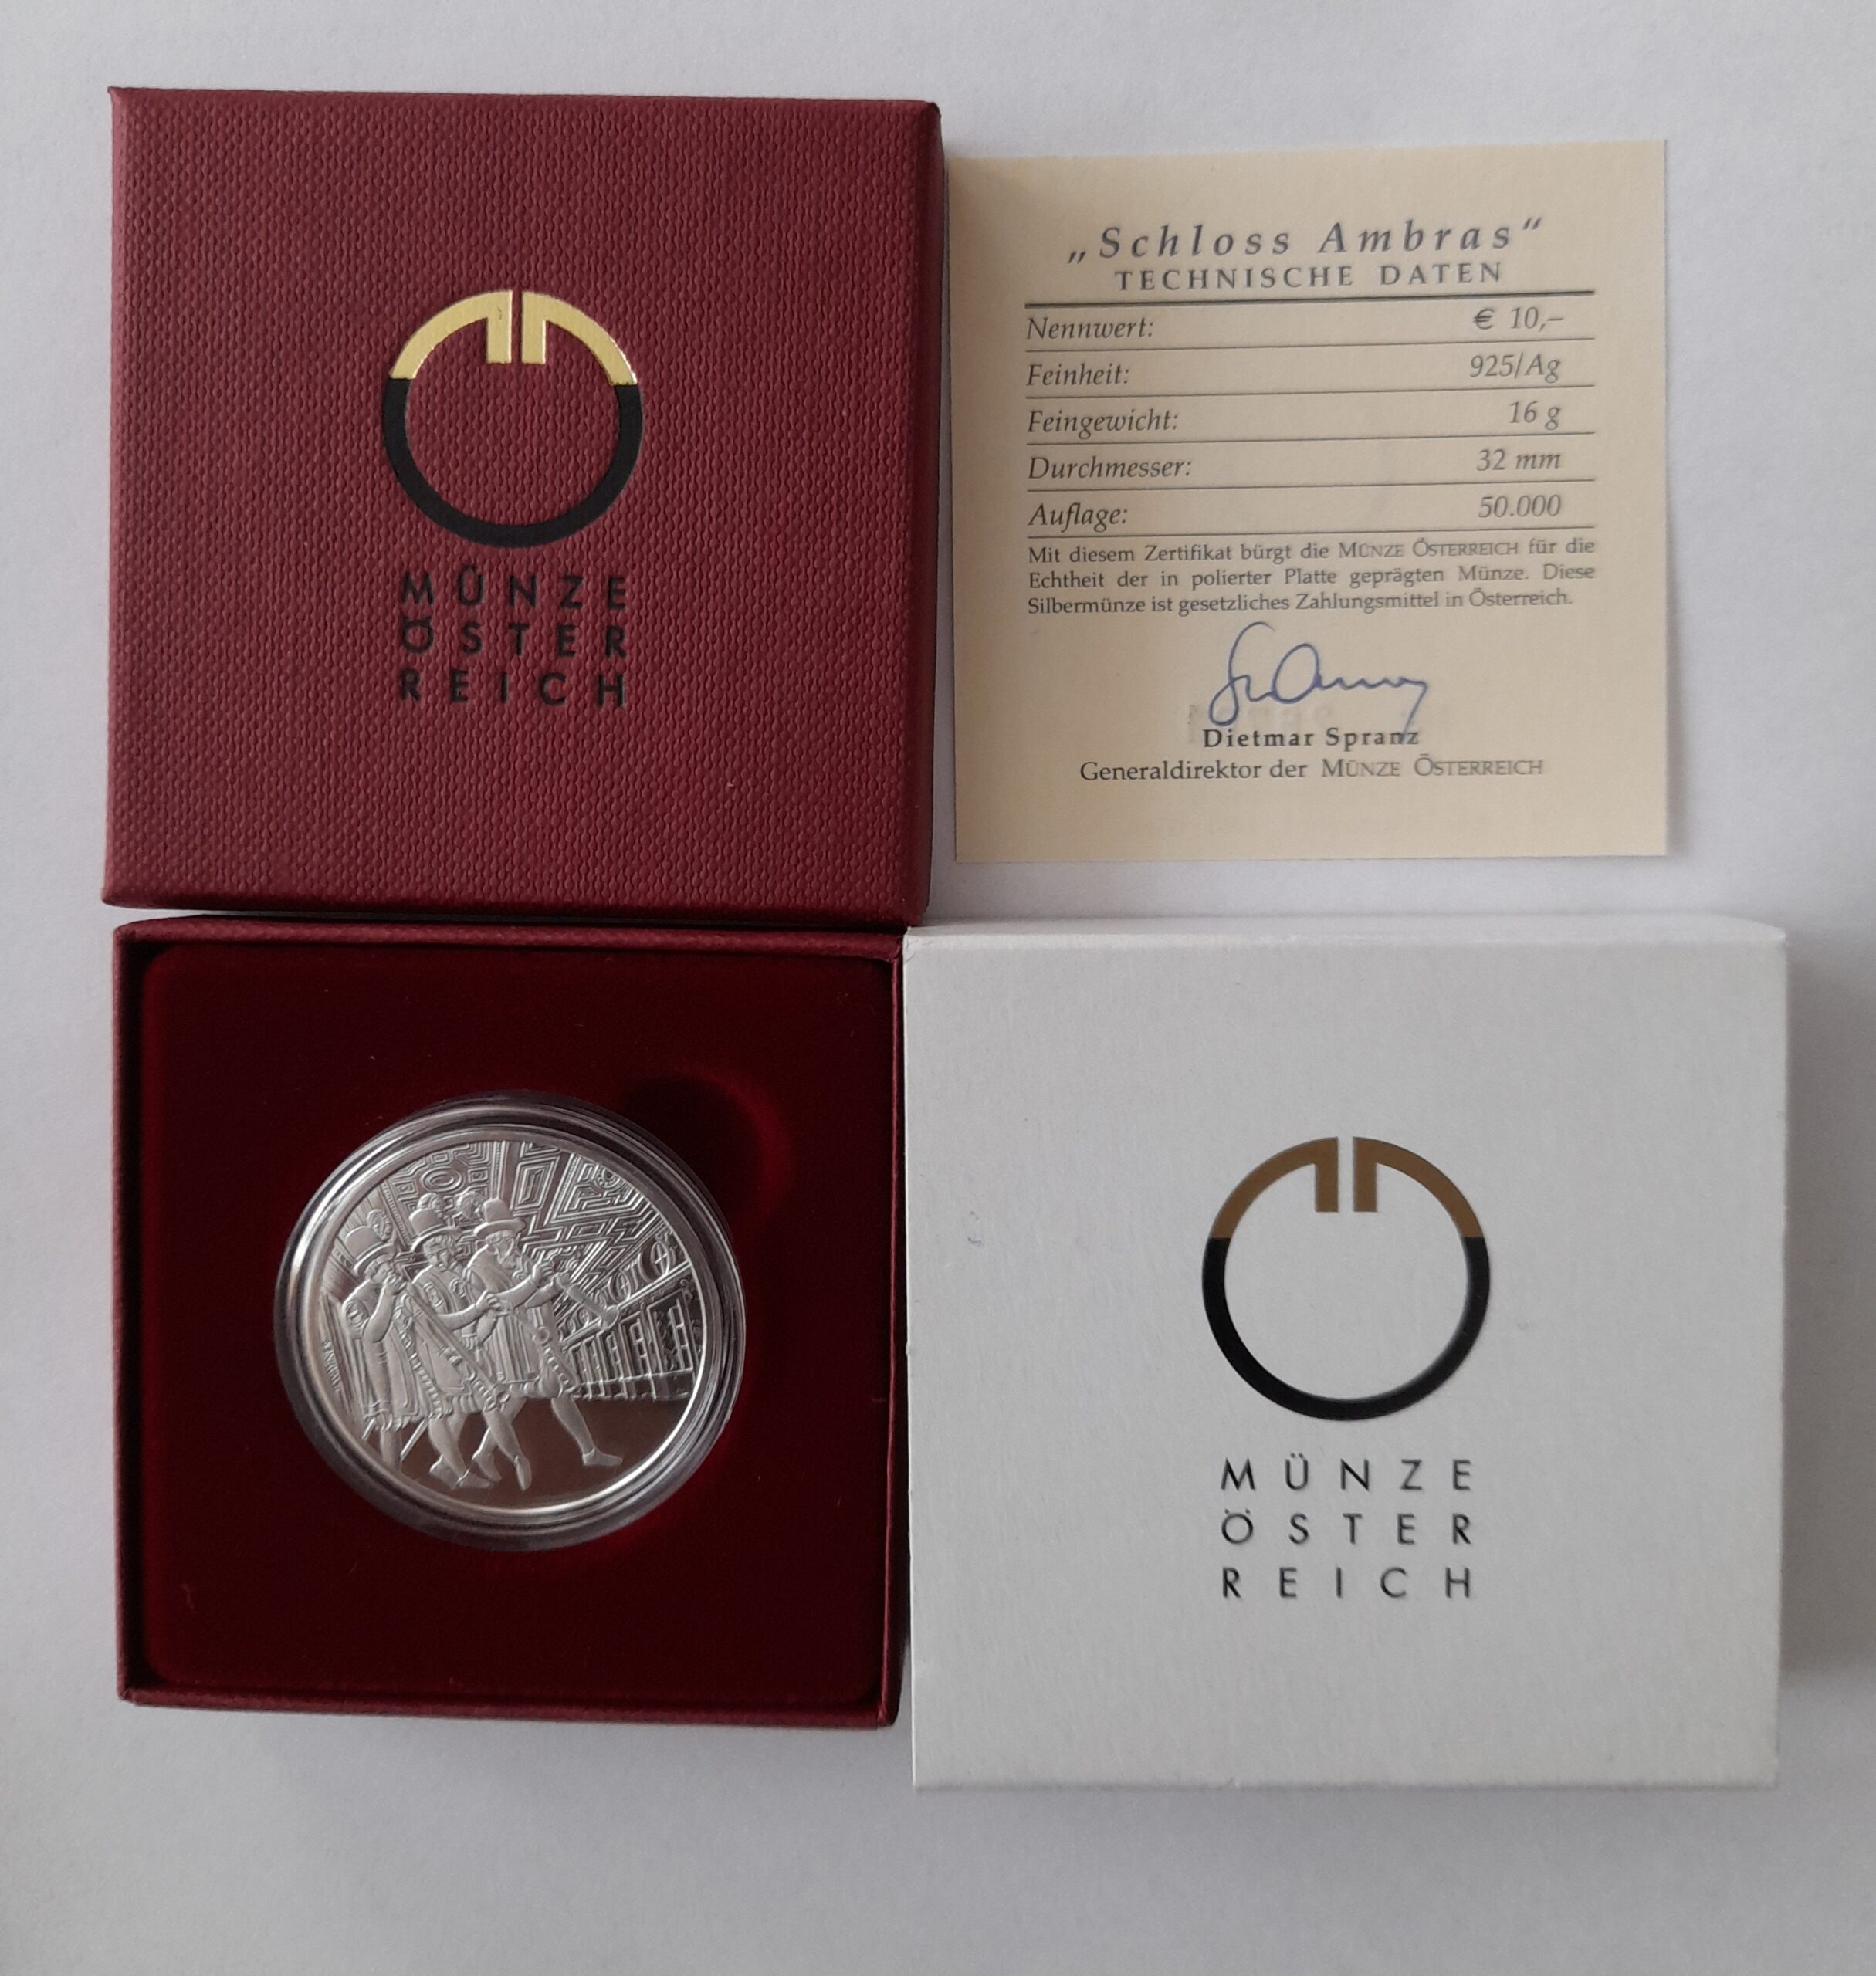 MÜNZE
ÖSTER
REICH
„Schloss Ambras“
TECHNISCHE DATEN
Nennwert: € 10,–
Feinheit: 925/Ag
Feingewicht: 16 g
Durchmesser: 32 mm
Auflage: 50.000
Mit diesem Zertifikat bürgt die MÜNZE ÖSTERREICH für die
Echtheit der in polierter Platte geprägten Münze. Diese
Silbermünze ist gesetzliches Zahlungsmittel in Österreich.
Dietmar Spranz
Generaldirektor der MÜNZE ÖSTERREICH
MÜNZE
ÖSTER
REICH